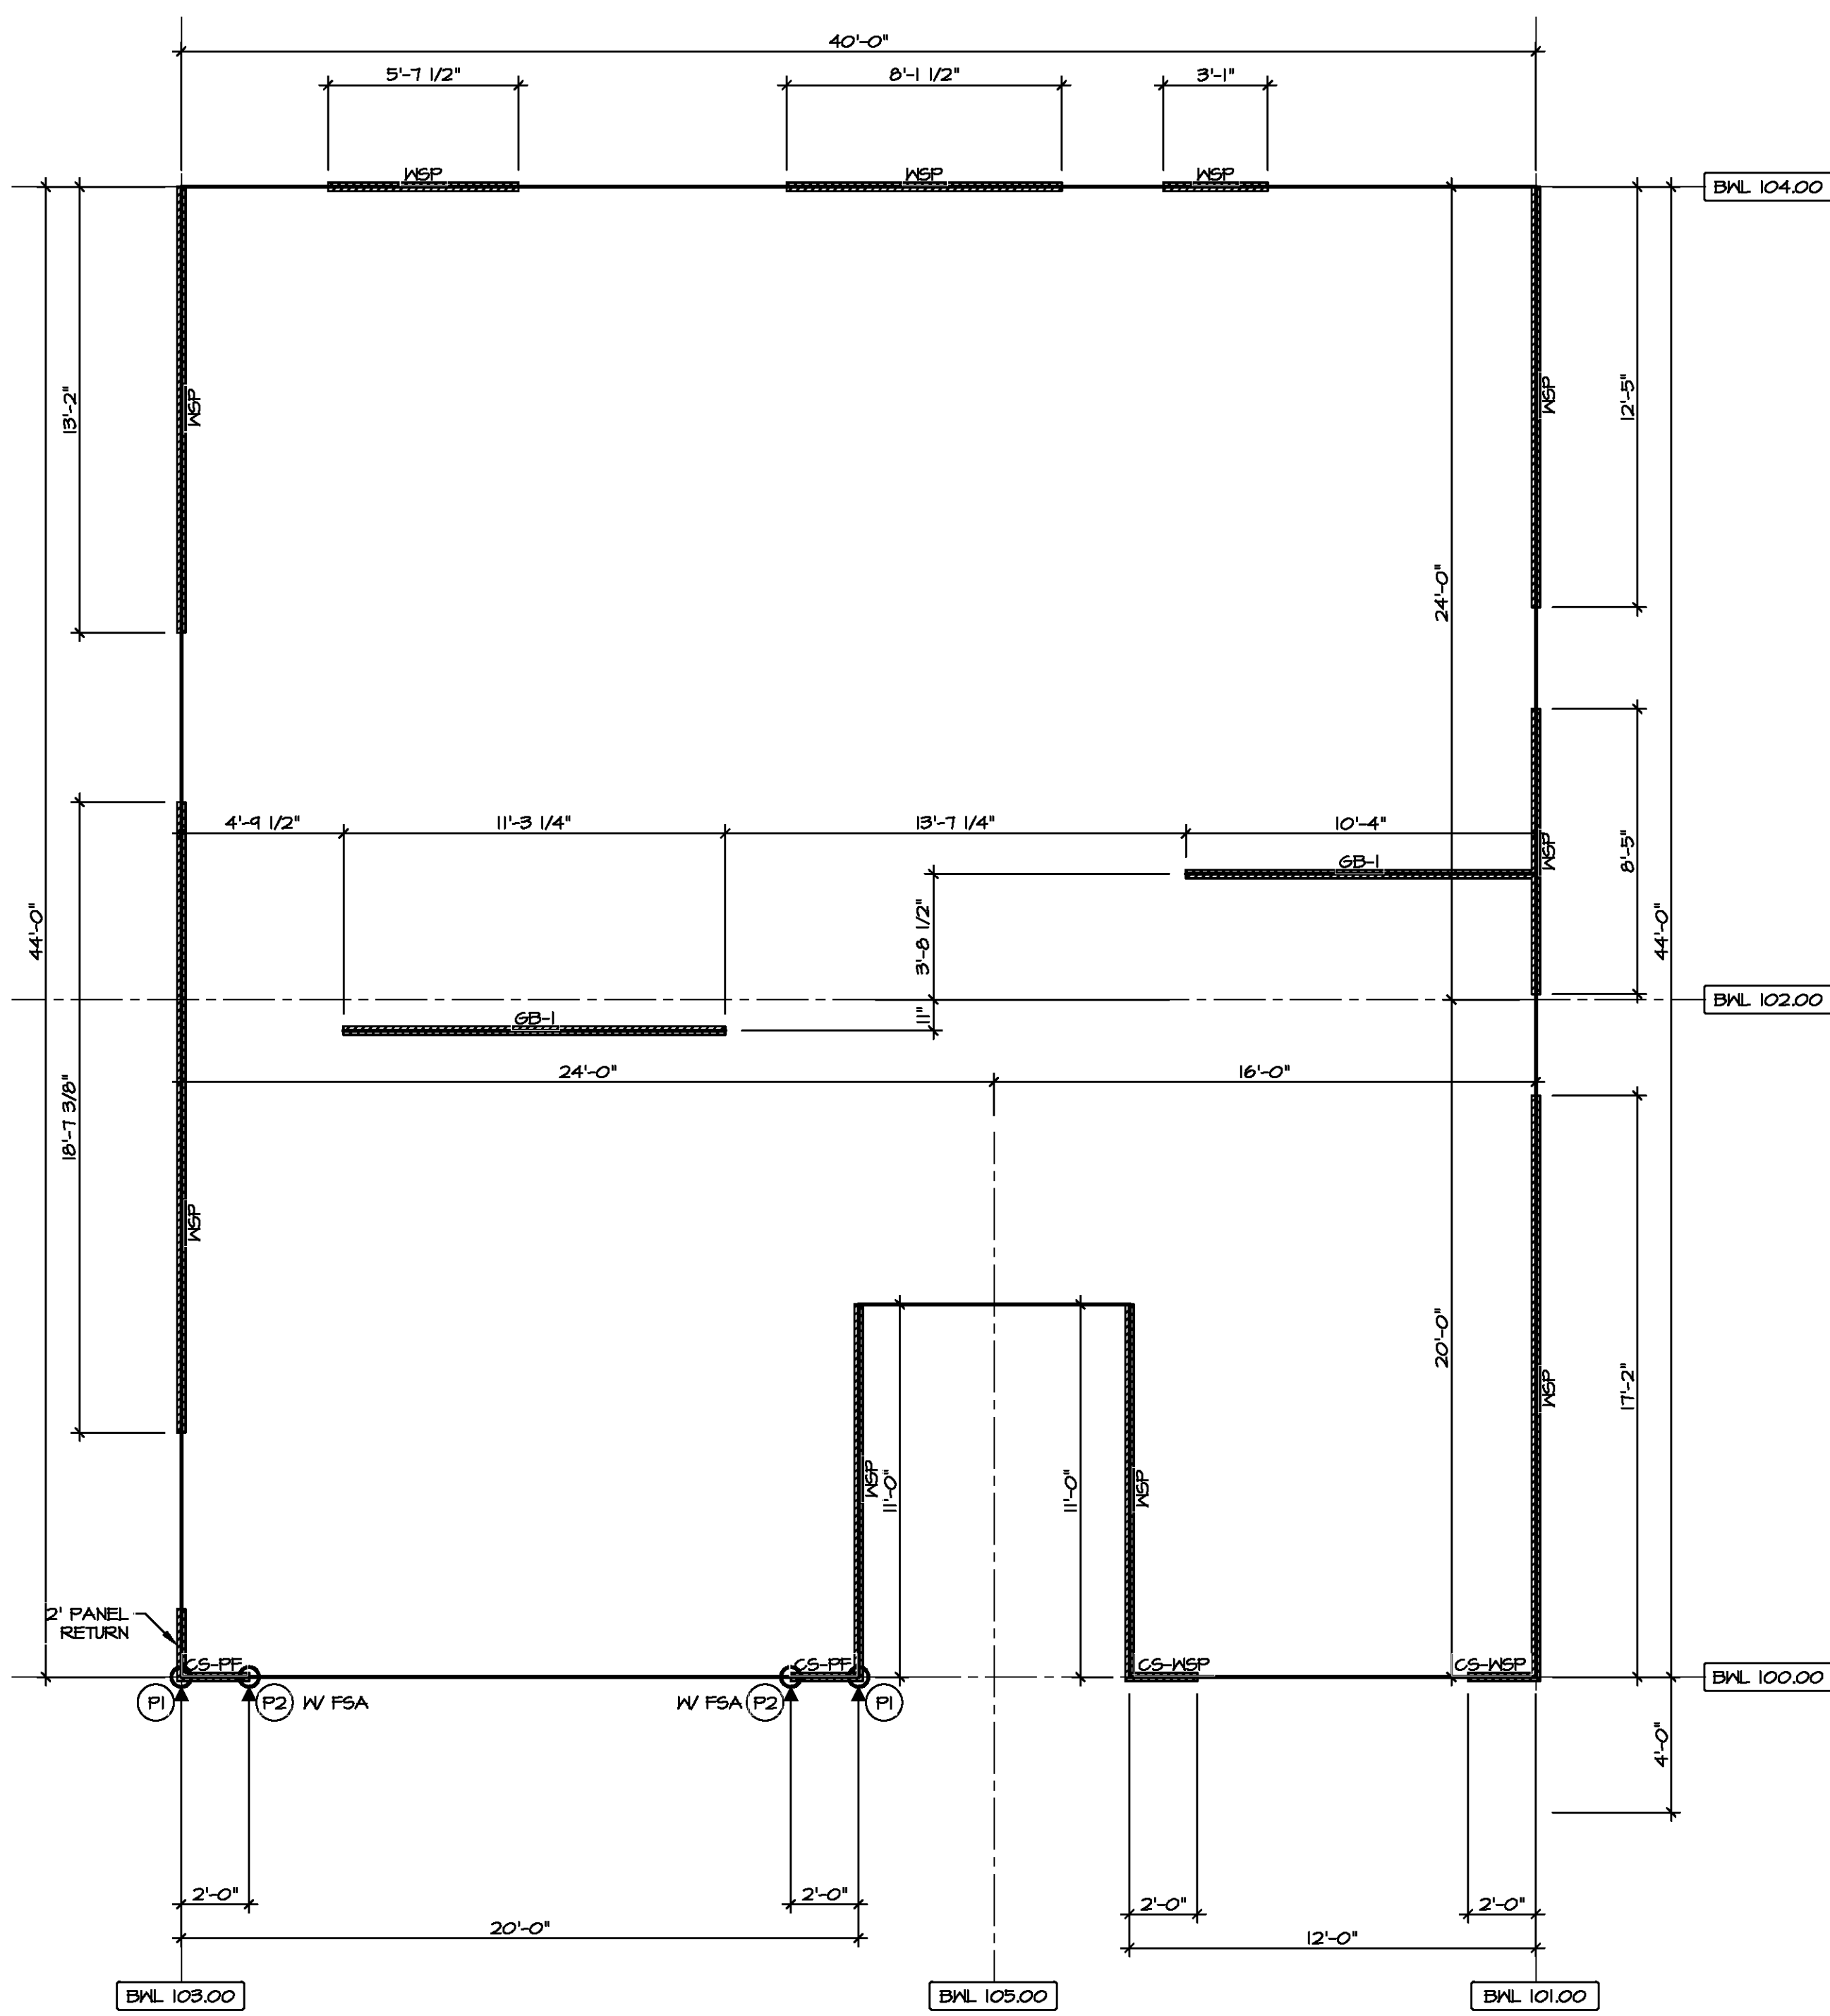 40'-0"
5'-7 1/2"
8'-1 1/2"
3'-1"
WSP
WSP
WSP
BWL 104.00
13'-2"
WSP
WSP
12'-5"
24'-0"
4'-9 1/2"
11'-3 1/4"
13'-7 1/4"
10'-4"
GB-1
WSP
8'-5"
44'-0"
3'-8 1/2"
44'-0"
BWL 102.00
11"
GB-1
24'-0"
16'-0"
18'-7 3/8"
WSP
20'-0"
17'-2"
WSP
WSP
11'-0"
11'-0"
WSP
2' PANEL
RETURN
CS-PF
CS-PF
CS-WSP
CS-WSP
BWL 100.00
P1
P2
W/ FSA
W/ FSA
P2
P1
4'-0"
2'-0"
2'-0"
2'-0"
2'-0"
20'-0"
12'-0"
BWL 103.00
BWL 105.00
BWL 101.00